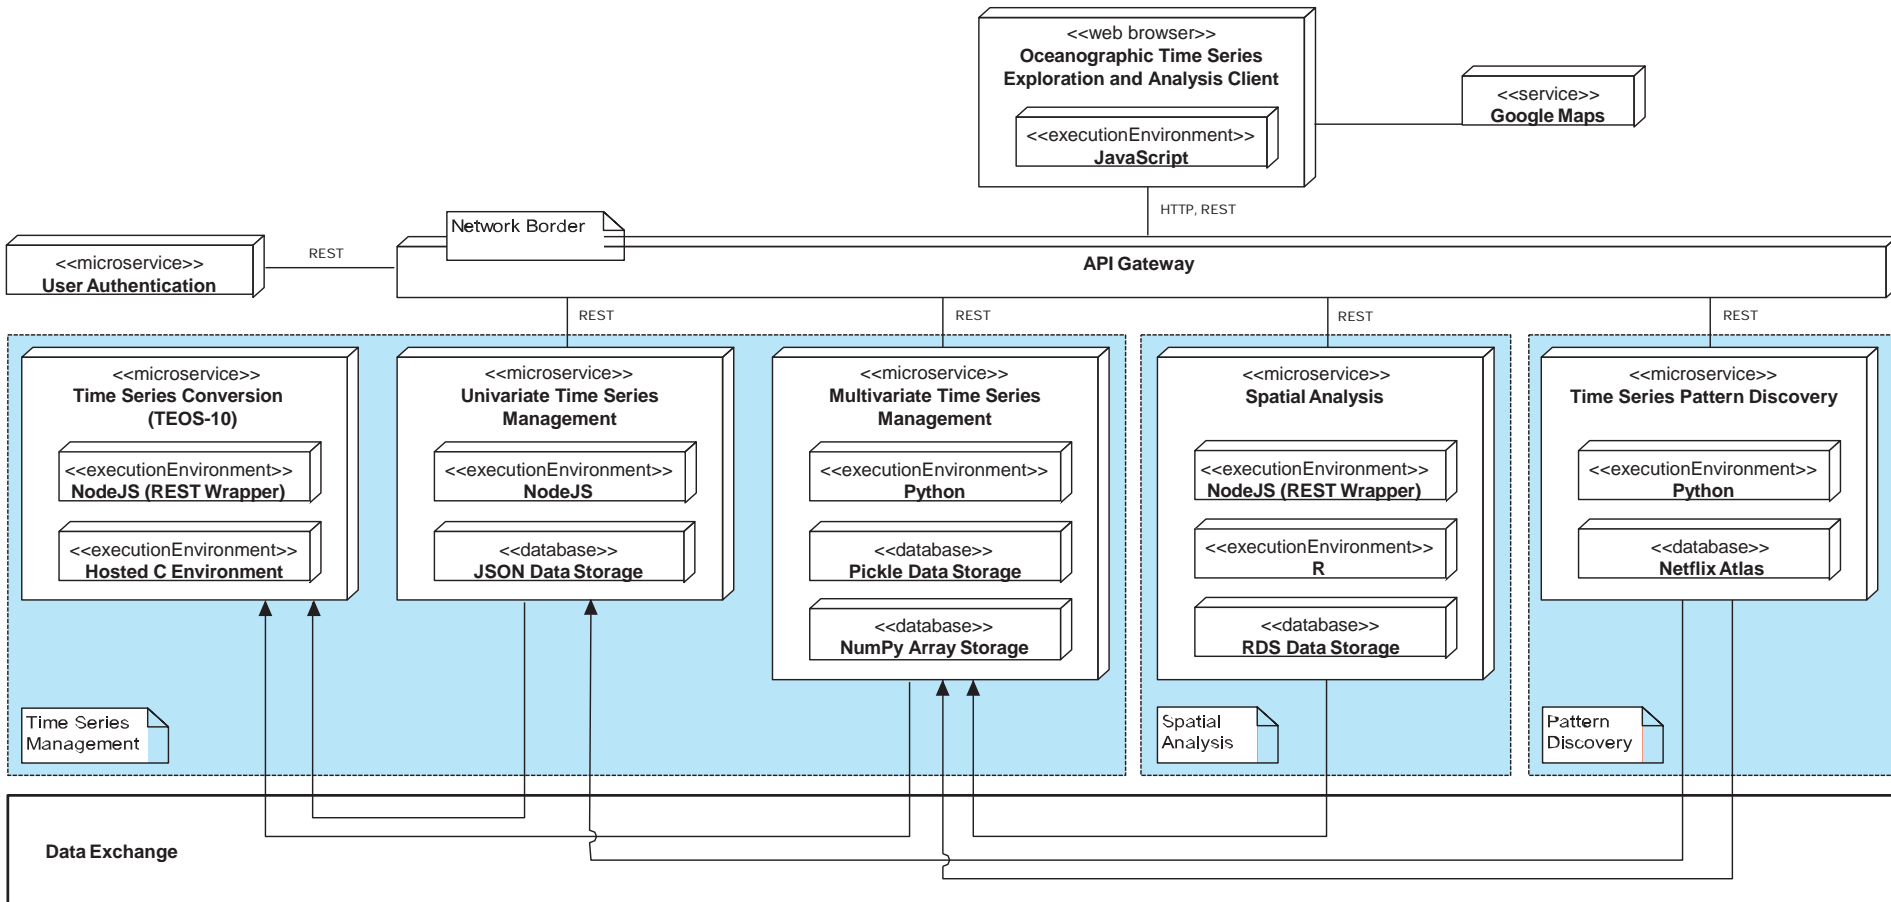 <<web browser>>
Oceanographic Time Series
Exploration and Analysis Client
<<executionEnvironment>>
JavaScript
<<service>>
Google Maps
HTTP, REST
Network Border
<<microservice>>
User Authentication
REST
API Gateway
REST
REST
REST
REST
<<microservice>>
Time Series Conversion
(TEOS-10)
<<executionEnvironment>>
NodeJS (REST Wrapper)
<<executionEnvironment>>
Hosted C Environment
<<microservice>>
Univariate Time Series
Management
<<executionEnvironment>>
NodeJS
<<database>>
JSON Data Storage
<<microservice>>
Multivariate Time Series
Management
<<executionEnvironment>>
Python
<<database>>
Pickle Data Storage
<<database>>
NumPy Array Storage
<<microservice>>
Spatial Analysis
<<executionEnvironment>>
NodeJS (REST Wrapper)
<<executionEnvironment>>
R
<<database>>
RDS Data Storage
<<microservice>>
Time Series Pattern Discovery
<<executionEnvironment>>
Python
<<database>>
Netflix Atlas
Time Series
Management
Spatial
Analysis
Pattern
Discovery
Data Exchange